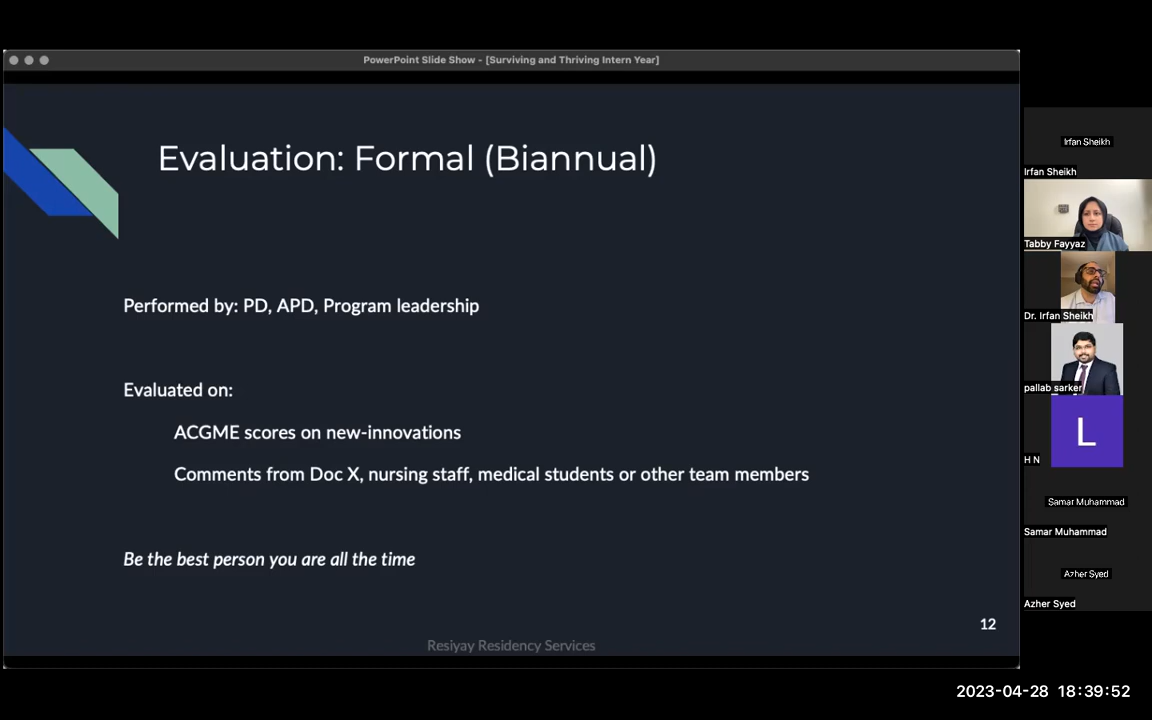 PowerPoint Slide Show - [Surviving and Thriving Intern Year]
Evaluation: Formal (Biannual)
Performed by: PD, APD, Program leadership
Evaluated on:
ACGME scores on new-innovations
Comments from Doc X, nursing staff, medical students or other team members
Be the best person you are all the time
12
Resiyay Residency Services
Irfan Sheikh
Irfan Sheikh
Tabby Fayyaz
Dr. Irfan Sheikh
pallab sarker
L
H N
Samar Muhammad
Samar Muhammad
Azher Syed
Azher Syed
2023-04-28 18:39:52